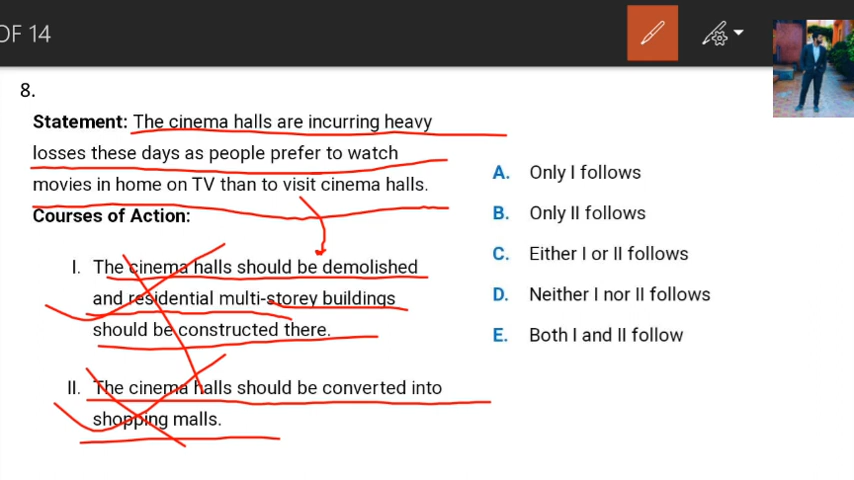 OF 14
8.
Statement: The cinema halls are incurring heavy
losses these days as people prefer to watch
movies in home on TV than to visit cinema halls.
Courses of Action:
I. The cinema halls should be demolished
and residential multi-storey buildings
should be constructed there.
II. The cinema halls should be converted into
shopping malls.
A. Only I follows
B. Only II follows
C. Either I or II follows
D. Neither I nor II follows
E. Both I and II follow